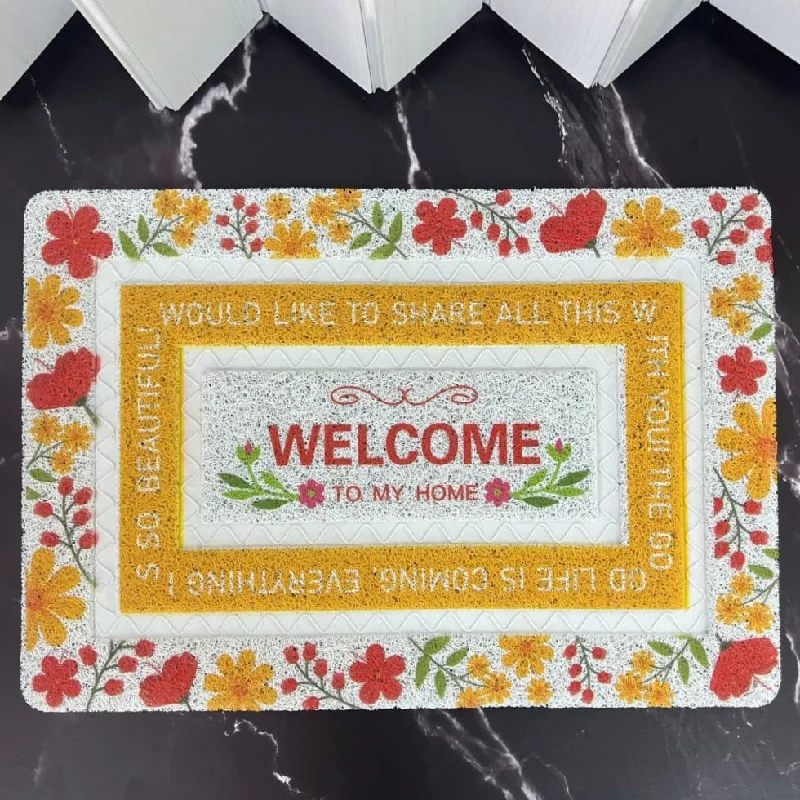 WOULD LIKE TO SHARE ALL THIS W
ITH YOU! THE GO
OD LIFE IS COMING, EVERYTHING I
S SO BEAUTIFUL!
WELCOME
TO MY HOME